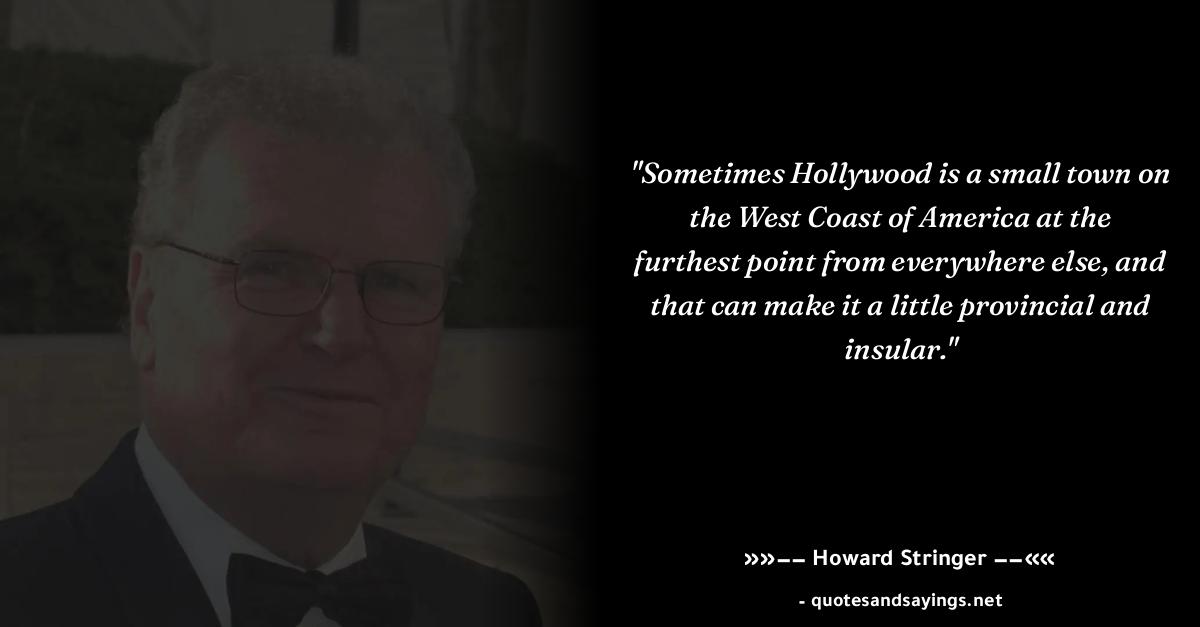 "Sometimes Hollywood is a small town on
the West Coast of America at the
furthest point from everywhere else, and
that can make it a little provincial and
insular."
»»–– Howard Stringer ––««
- quotesandsayings.net